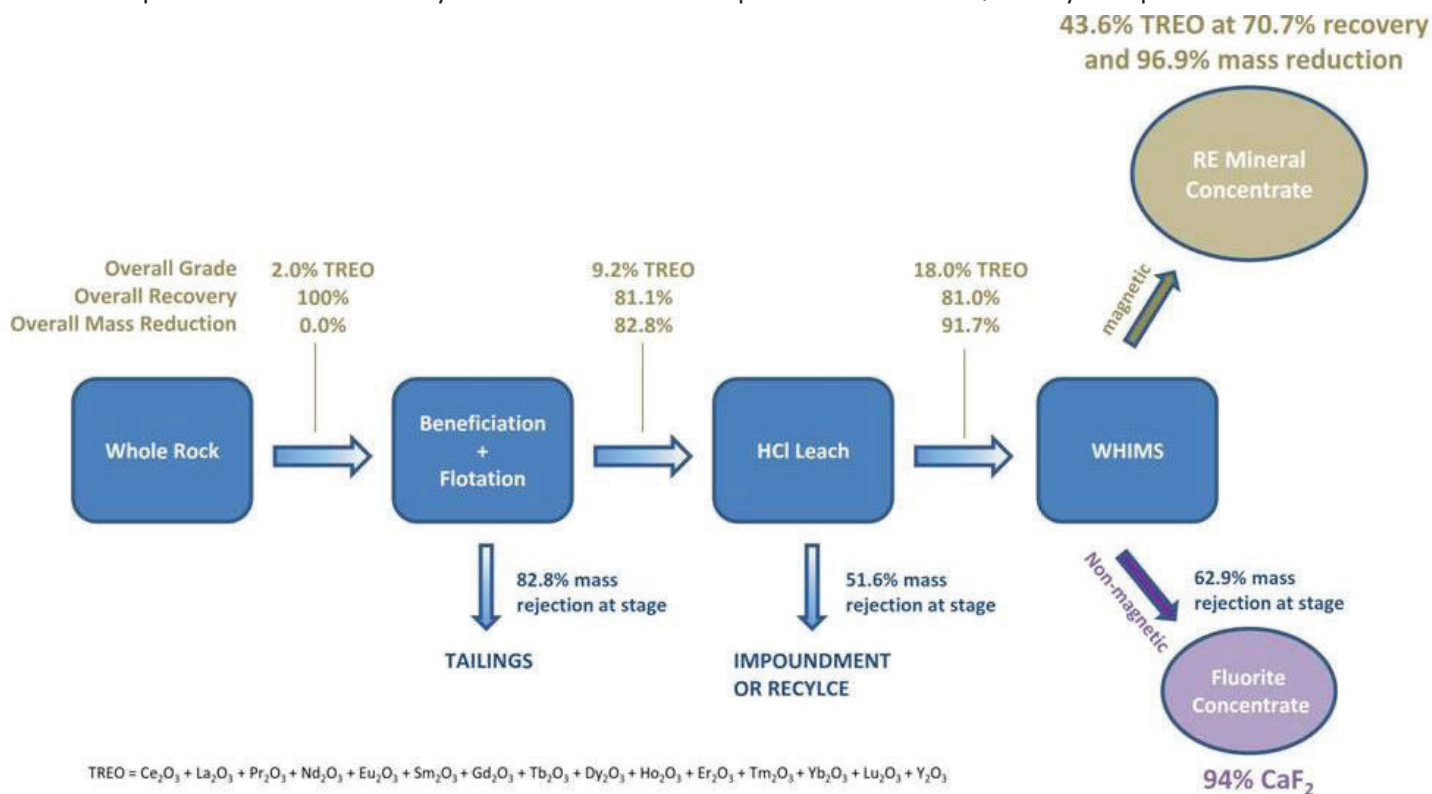 43.6% TREO at 70.7% recovery
and 96.9% mass reduction
RE Mineral
Concentrate
Overall Grade
Overall Recovery
Overall Mass Reduction
2.0% TREO
100%
0.0%
9.2% TREO
81.1%
82.8%
18.0% TREO
81.0%
91.7%
magnetic
Whole Rock
Beneficiation
+
Flotation
HCl Leach
WHIMS
82.8% mass
rejection at stage
TAILINGS
51.6% mass
rejection at stage
IMPOUNDMENT
OR RECYLCE
Non-magnetic
62.9% mass
rejection at stage
Fluorite
Concentrate
94% CaF₂
TREO = Ce₂O₃ + La₂O₃ + Pr₂O₃ + Nd₂O₃ + Eu₂O₃ + Sm₂O₃ + Gd₂O₃ + Tb₂O₃ + Dy₂O₃ + Ho₂O₃ + Er₂O₃ + Tm₂O₃ + Yb₂O₃ + Lu₂O₃ + Y₂O₃